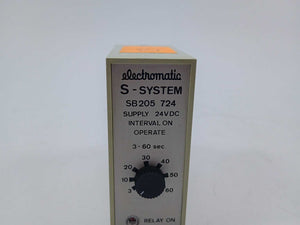 electromatic
S-SYSTEM
SB205 724
SUPPLY 24VDC
INTERVAL ON
OPERATE
3-60 sec
30
20 40
10 50
3 60
RELAY ON